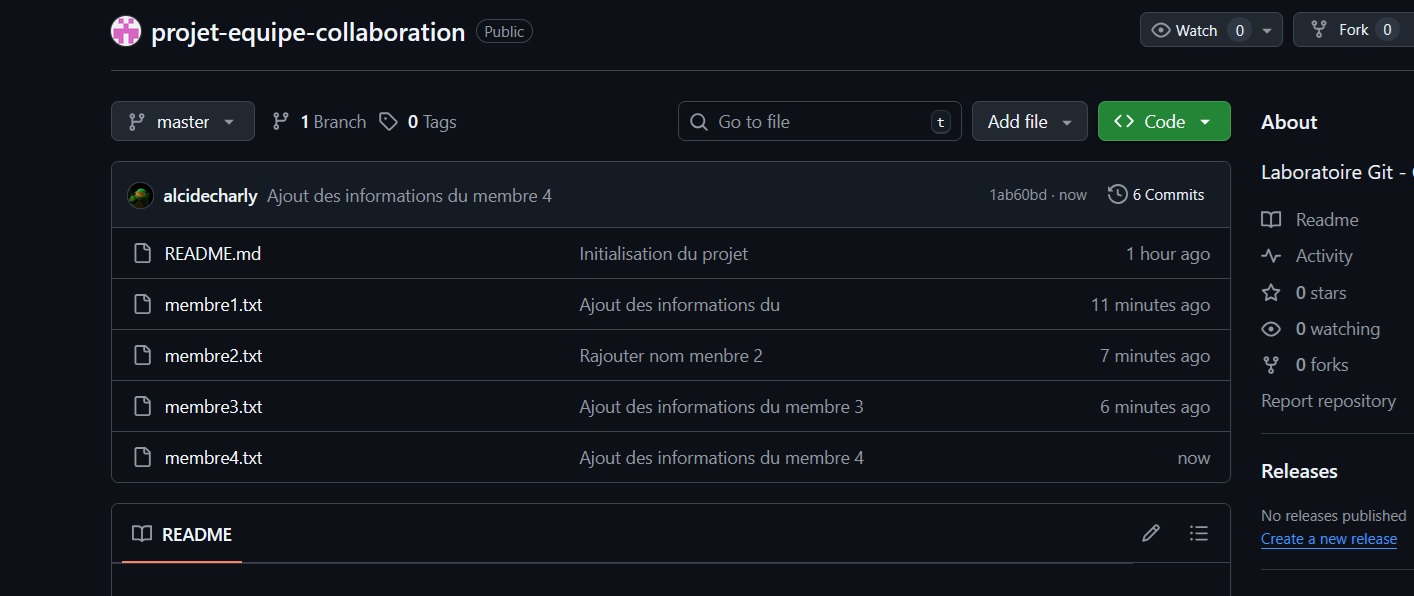 projet-equipe-collaboration Public Watch 0 Fork 0
master 1 Branch 0 Tags Go to file t Add file Code
alcidecharly Ajout des informations du membre 4 1ab60bd · now 6 Commits
README.md Initialisation du projet 1 hour ago
membre1.txt Ajout des informations du 11 minutes ago
membre2.txt Rajouter nom menbre 2 7 minutes ago
membre3.txt Ajout des informations du membre 3 6 minutes ago
membre4.txt Ajout des informations du membre 4 now
README
About
Laboratoire Git -
Readme
Activity
0 stars
0 watching
0 forks
Report repository
Releases
No releases published
Create a new release